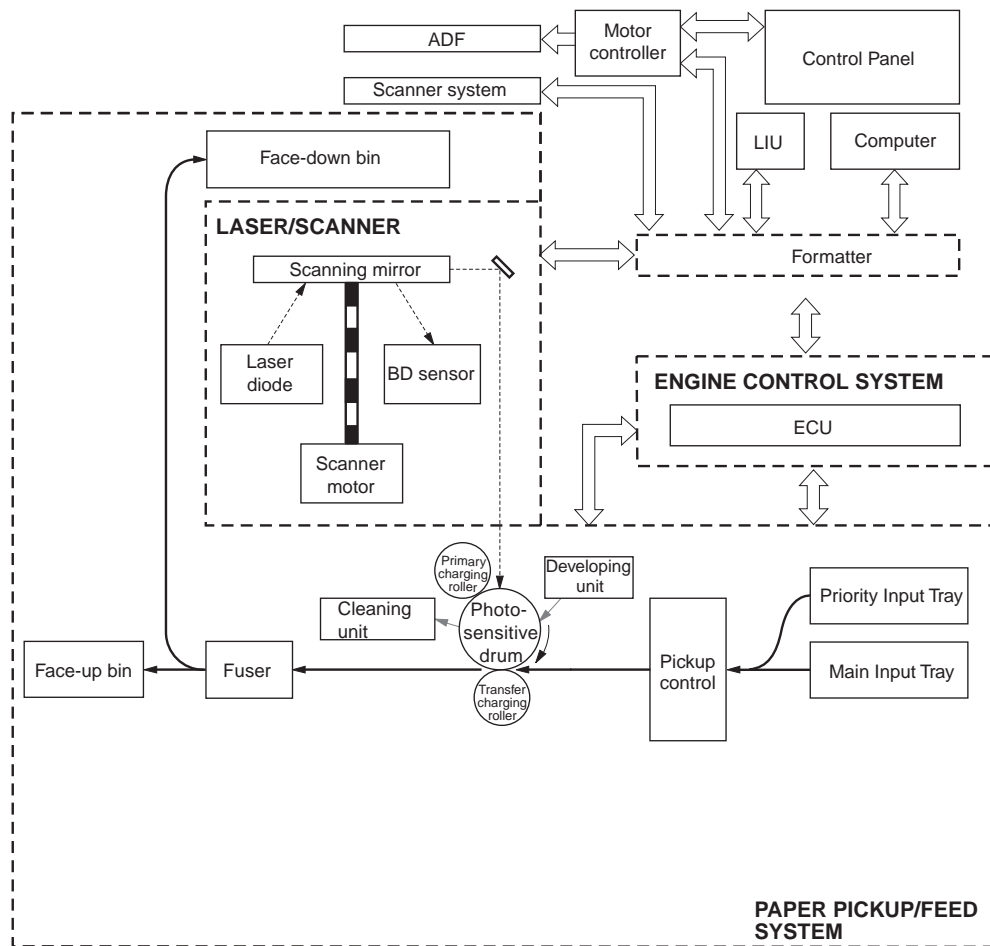 ADF
Motor
controller
Control Panel
Scanner system
LIU
Computer
Face-down bin
LASER/SCANNER
Scanning mirror
Formatter
Laser
diode
BD sensor
ENGINE CONTROL SYSTEM
ECU
Scanner
motor
Primary
charging
roller
Developing
unit
Cleaning
unit
Photo-
sensitive
drum
Priority Input Tray
Face-up bin
Fuser
Pickup
control
Main Input Tray
Transfer
charging
roller
PAPER PICKUP/FEED
SYSTEM